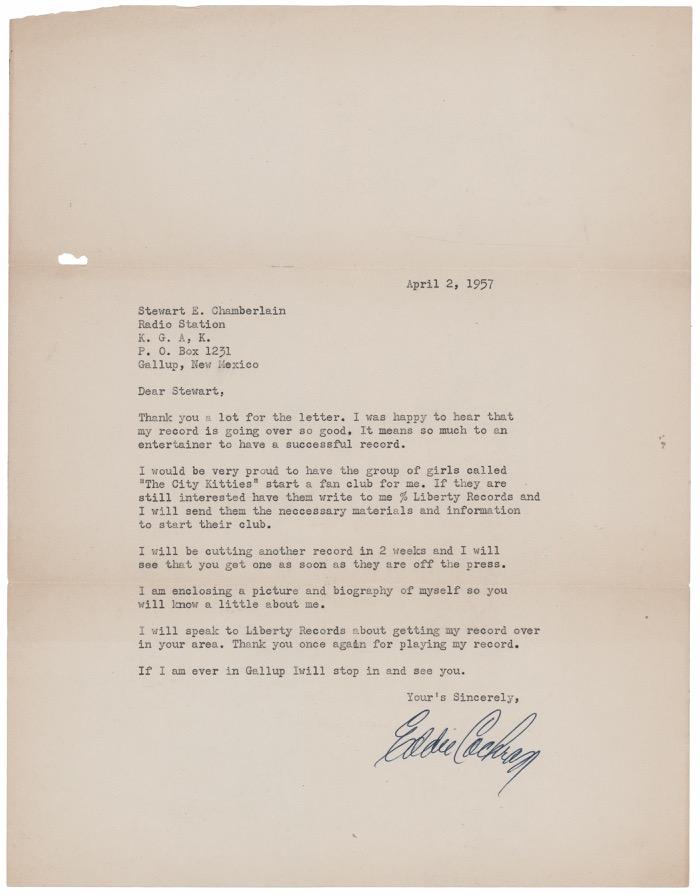 April 2, 1957
Stewart E. Chamberlain
Radio Station
K. G. A, K.
P. O. Box 1231
Gallup, New Mexico
Dear Stewart,
Thank you a lot for the letter. I was happy to hear that
my record is going over so good. It means so much to an
entertainer to have a successful record.
I would be very proud to have the group of girls called
"The City Kitties" start a fan club for me. If they are
still interested have them write to me % Liberty Records and
I will send them the neccessary materials and information
to start their club.
I will be cutting another record in 2 weeks and I will
see that you get one as soon as they are off the press.
I am enclosing a picture and biography of myself so you
will know a little about me.
I will speak to Liberty Records about getting my record over
in your area. Thank you once again for playing my record.
If I am ever in Gallup Iwill stop in and see you.
Your's Sincerely,
Eddie Cochran